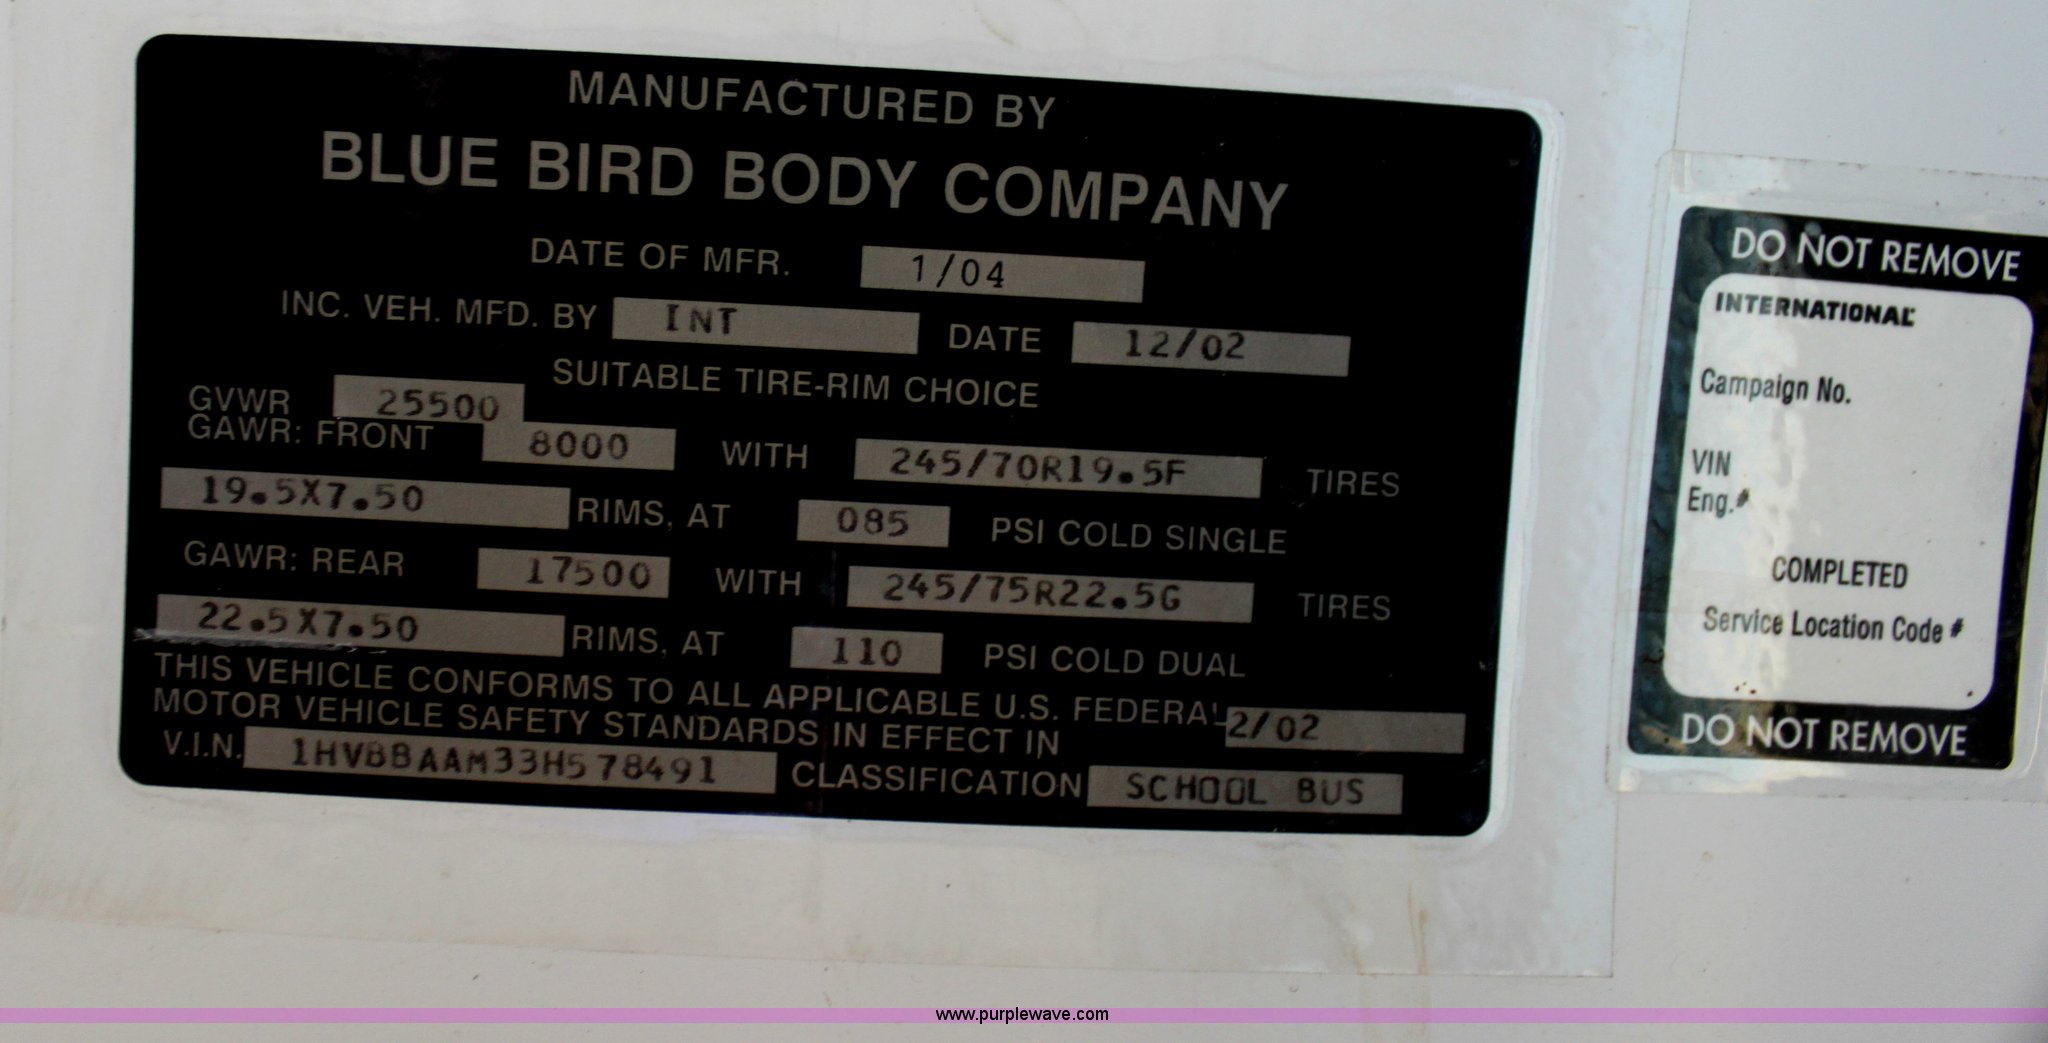 MANUFACTURED BY
BLUE BIRD BODY COMPANY
DATE OF MFR. 1/04
INC. VEH. MFD. BY INT DATE 12/02
SUITABLE TIRE-RIM CHOICE
GVWR 25500
GAWR: FRONT 8000 WITH 245/70R19.5F TIRES
19.5X7.50 RIMS, AT 085 PSI COLD SINGLE
GAWR: REAR 17500 WITH 245/75R22.5G TIRES
22.5X7.50 RIMS, AT 110 PSI COLD DUAL
THIS VEHICLE CONFORMS TO ALL APPLICABLE U.S. FEDERAL
MOTOR VEHICLE SAFETY STANDARDS IN EFFECT IN 2/02
V.I.N. 1HVBBAAM33H578491 CLASSIFICATION SCHOOL BUS
DO NOT REMOVE
INTERNATIONAL
Campaign No.
VIN
Eng.#
COMPLETED
Service Location Code #
DO NOT REMOVE
www.purplewave.com